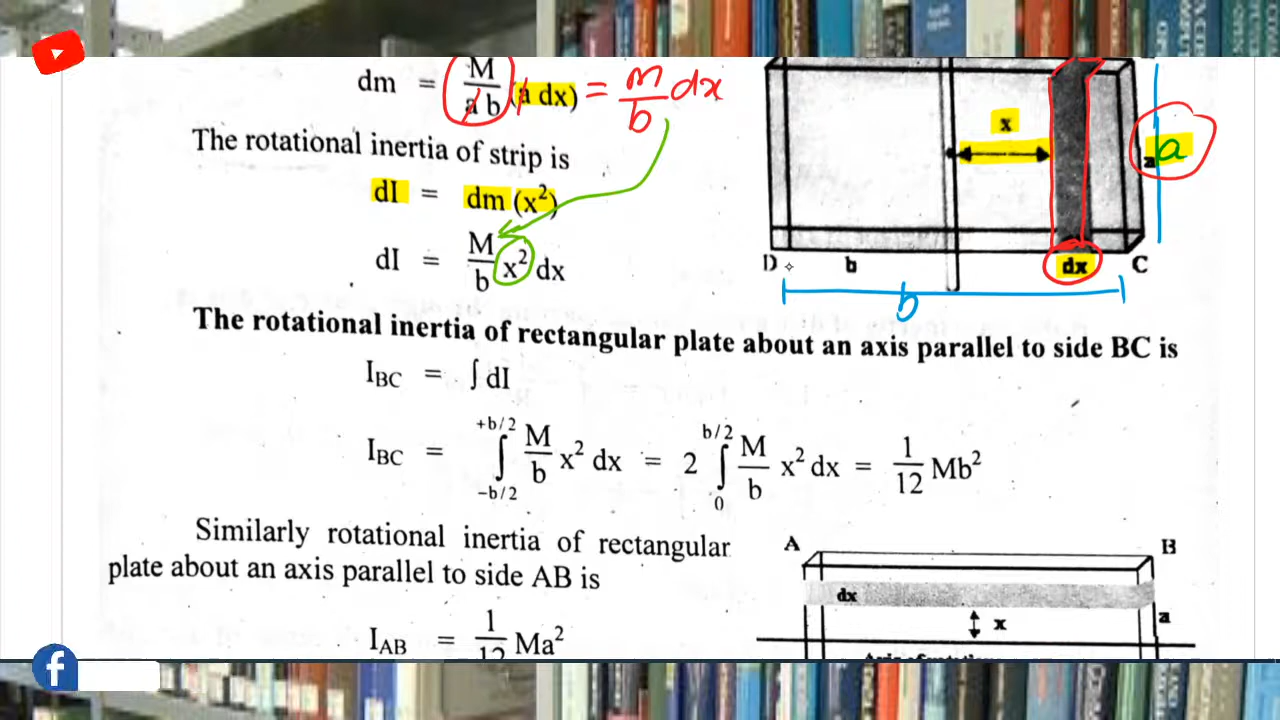 dm = M/ab (a dx) = m/b dx
The rotational inertia of strip is
dI = dm (x²)
dI = M/b x² dx
x
a
a
D
b
dx
C
b
The rotational inertia of rectangular plate about an axis parallel to side BC is
I_BC = ∫ dI
I_BC = ∫_{-b/2}^{+b/2} M/b x² dx = 2 ∫_0^{b/2} M/b x² dx = 1/12 Mb²
Similarly rotational inertia of rectangular
plate about an axis parallel to side AB is
I_AB = 1/12 Ma²
A
B
dx
x
a